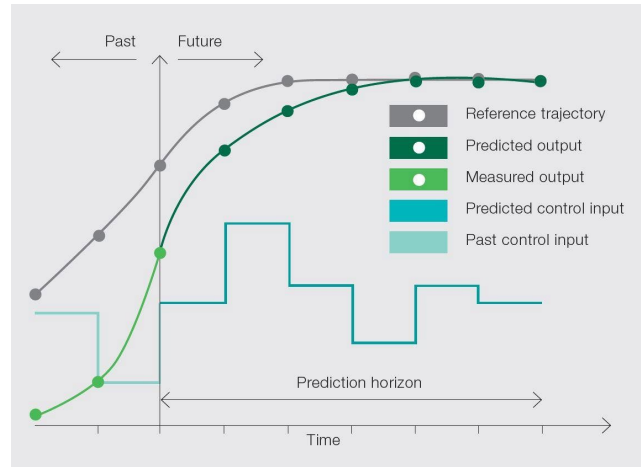 Past
Future
Reference trajectory
Predicted output
Measured output
Predicted control input
Past control input
Prediction horizon
Time